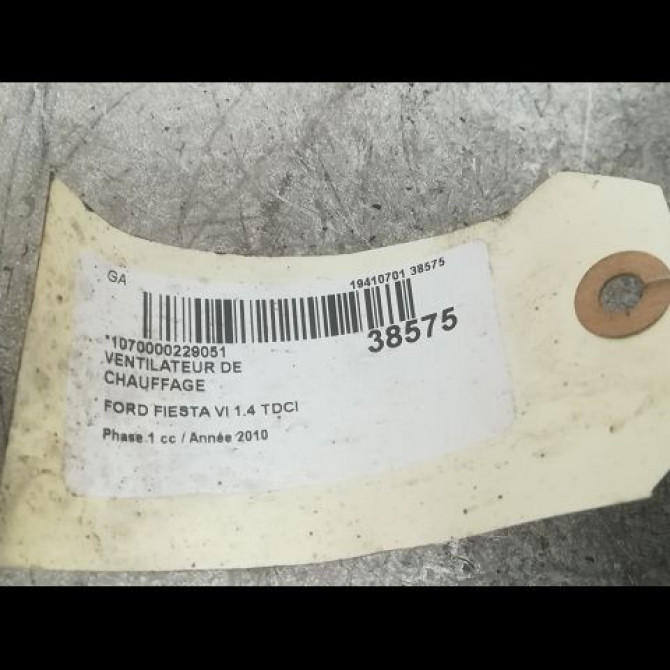 GA
19410701 38575
38575
*1070000229051
VENTILATEUR DE
CHAUFFAGE
FORD FIESTA VI 1.4 TDCI
Phase 1 cc / Année 2010